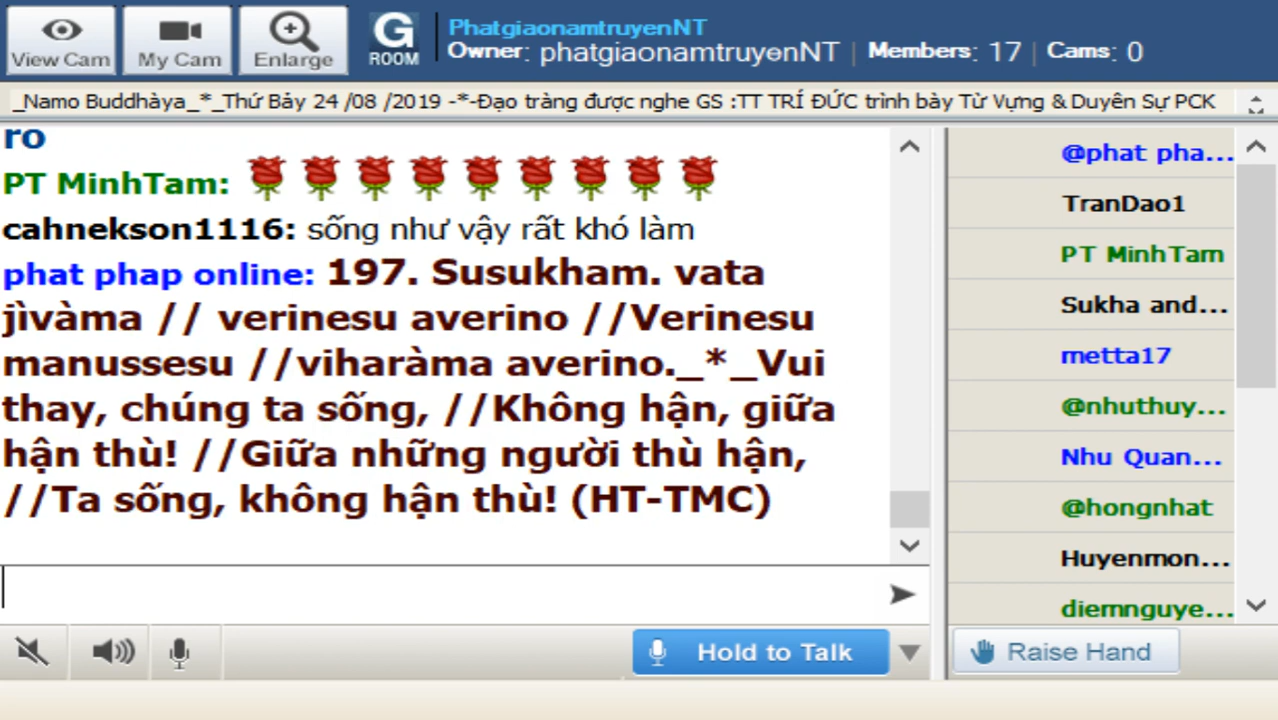 View Cam
My Cam
Enlarge
G
ROOM
PhatgiaonamtruyenNT
Owner: phatgiaonamtruyenNT | Members: 17 | Cams: 0
_Namo Buddhàya_*_Thứ Bảy 24 /08 /2019 -*-Đạo tràng được nghe GS :TT TRÍ ĐỨC trình bày Từ Vựng & Duyên Sự PCK
ro
PT MinhTam:
cahnekson1116: sống như vậy rất khó làm
phat phap online: 197. Susukham. vata
jìvàma // verinesu averino //Verinesu
manussesu //viharàma averino._*_Vui
thay, chúng ta sống, //Không hận, giữa
hận thù! //Giữa những người thù hận,
//Ta sống, không hận thù! (HT-TMC)
@phat pha...
TranDao1
PT MinhTam
Sukha and...
metta17
@nhuthuy...
Nhu Quan...
@hongnhat
Huyenmon...
diemnguye...
Hold to Talk
Raise Hand